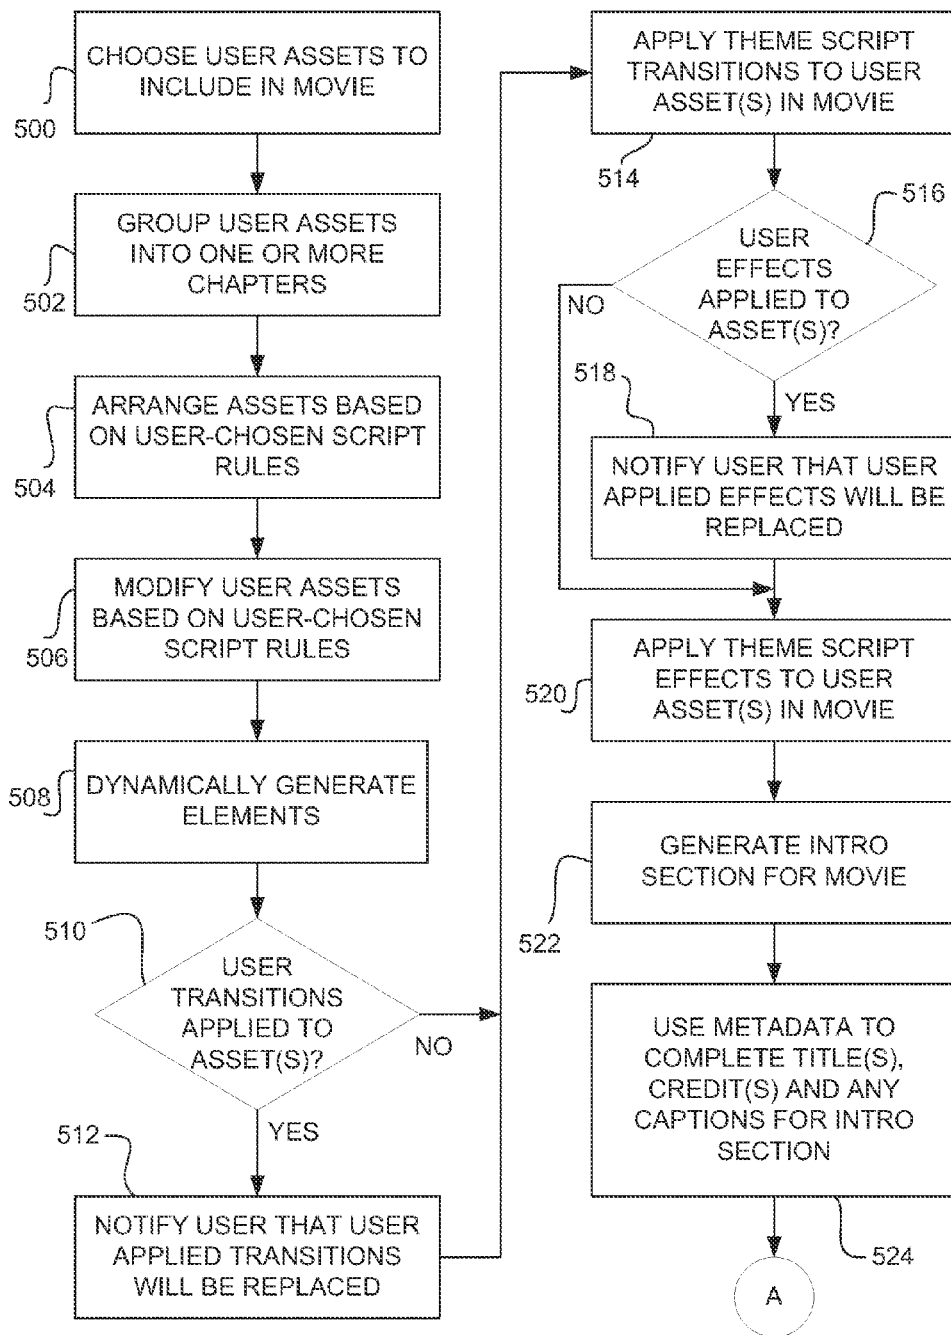 CHOOSE USER ASSETS TO
INCLUDE IN MOVIE
500
GROUP USER ASSETS
INTO ONE OR MORE
CHAPTERS
502
ARRANGE ASSETS BASED
ON USER-CHOSEN SCRIPT
RULES
504
MODIFY USER ASSETS
BASED ON USER-CHOSEN
SCRIPT RULES
506
DYNAMICALLY GENERATE
ELEMENTS
508
510
USER
TRANSITIONS
APPLIED TO
ASSET(S)?
NO
YES
512
NOTIFY USER THAT USER
APPLIED TRANSITIONS
WILL BE REPLACED
APPLY THEME SCRIPT
TRANSITIONS TO USER
ASSET(S) IN MOVIE
514
516
USER
EFFECTS
APPLIED TO
ASSET(S)?
NO
YES
518
NOTIFY USER THAT USER
APPLIED EFFECTS WILL BE
REPLACED
APPLY THEME SCRIPT
EFFECTS TO USER
ASSET(S) IN MOVIE
520
GENERATE INTRO
SECTION FOR MOVIE
522
USE METADATA TO
COMPLETE TITLE(S),
CREDIT(S) AND ANY
CAPTIONS FOR INTRO
SECTION
524
A